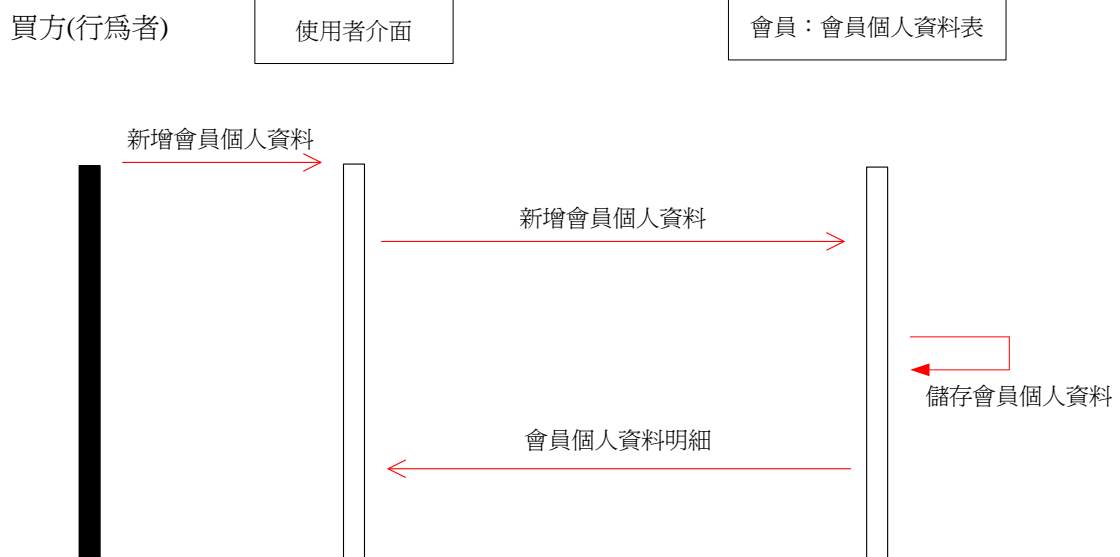 買方(行為者)
使用者介面
會員：會員個人資料表
新增會員個人資料
新增會員個人資料
儲存會員個人資料
會員個人資料明細